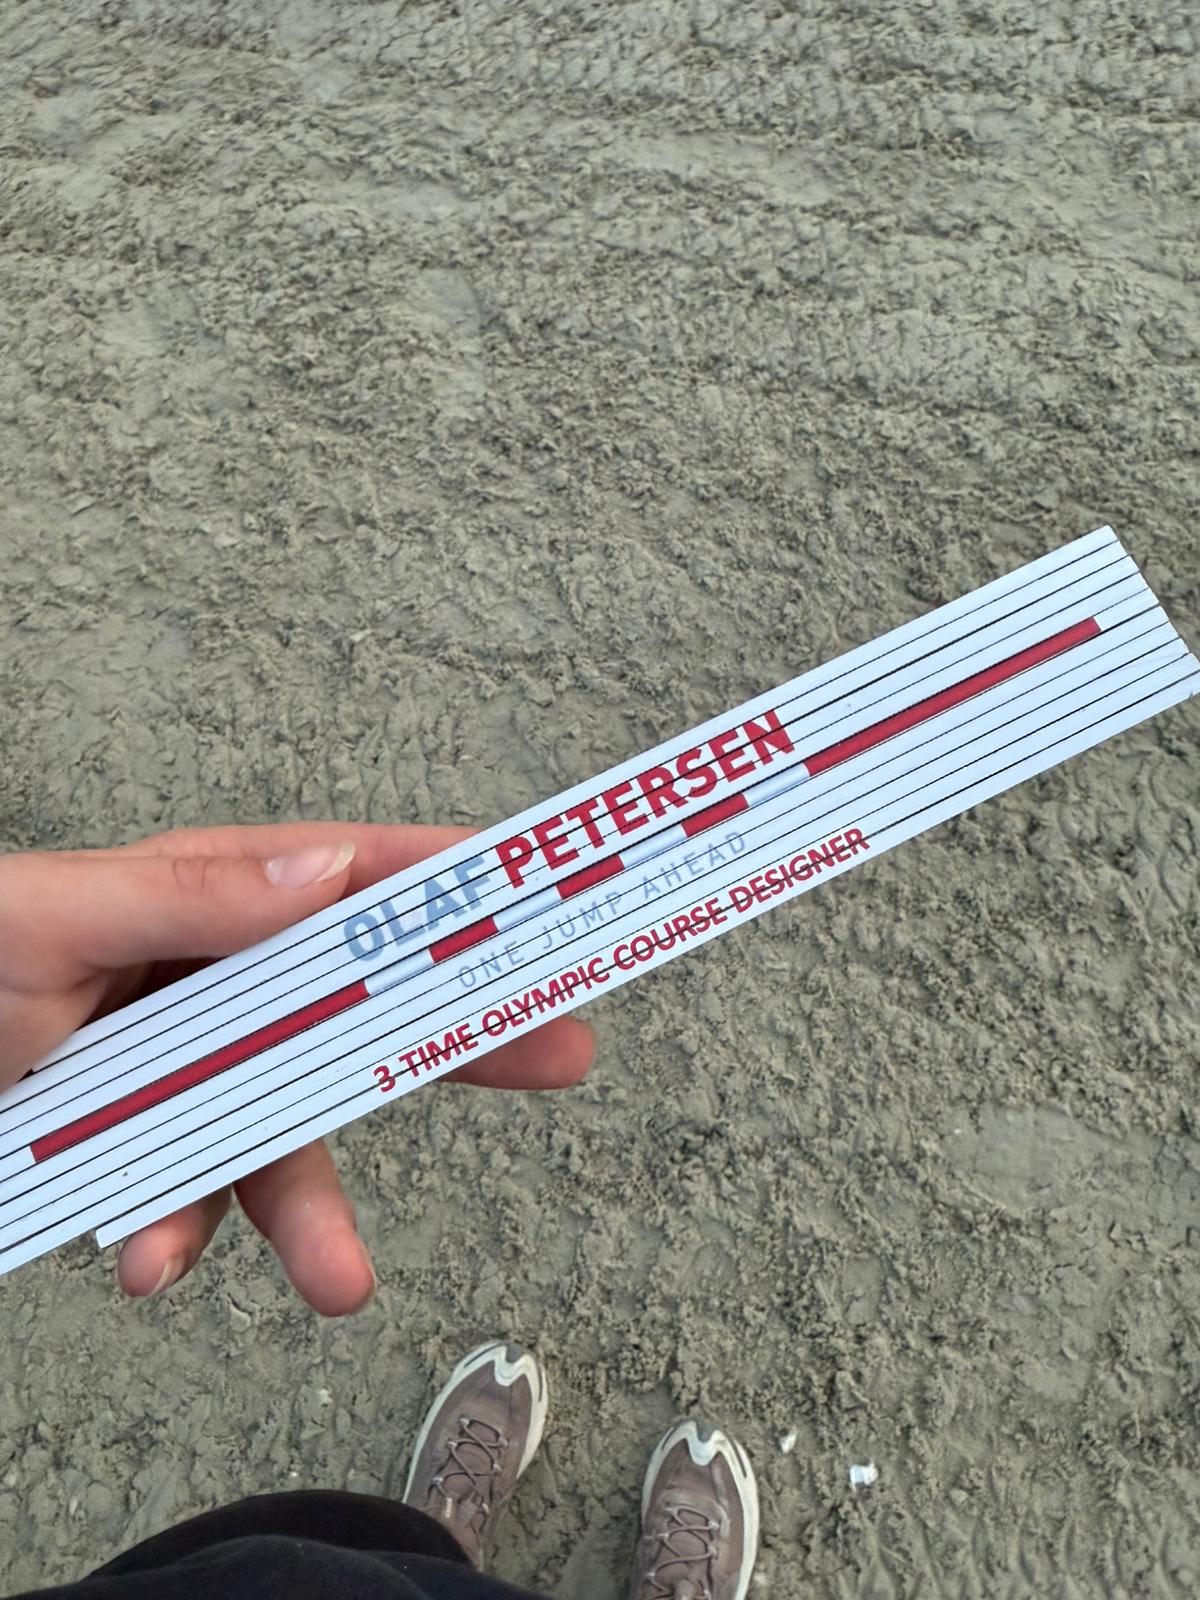 OLAF PETERSEN
ONE JUMP AHEAD
3 TIME OLYMPIC COURSE DESIGNER